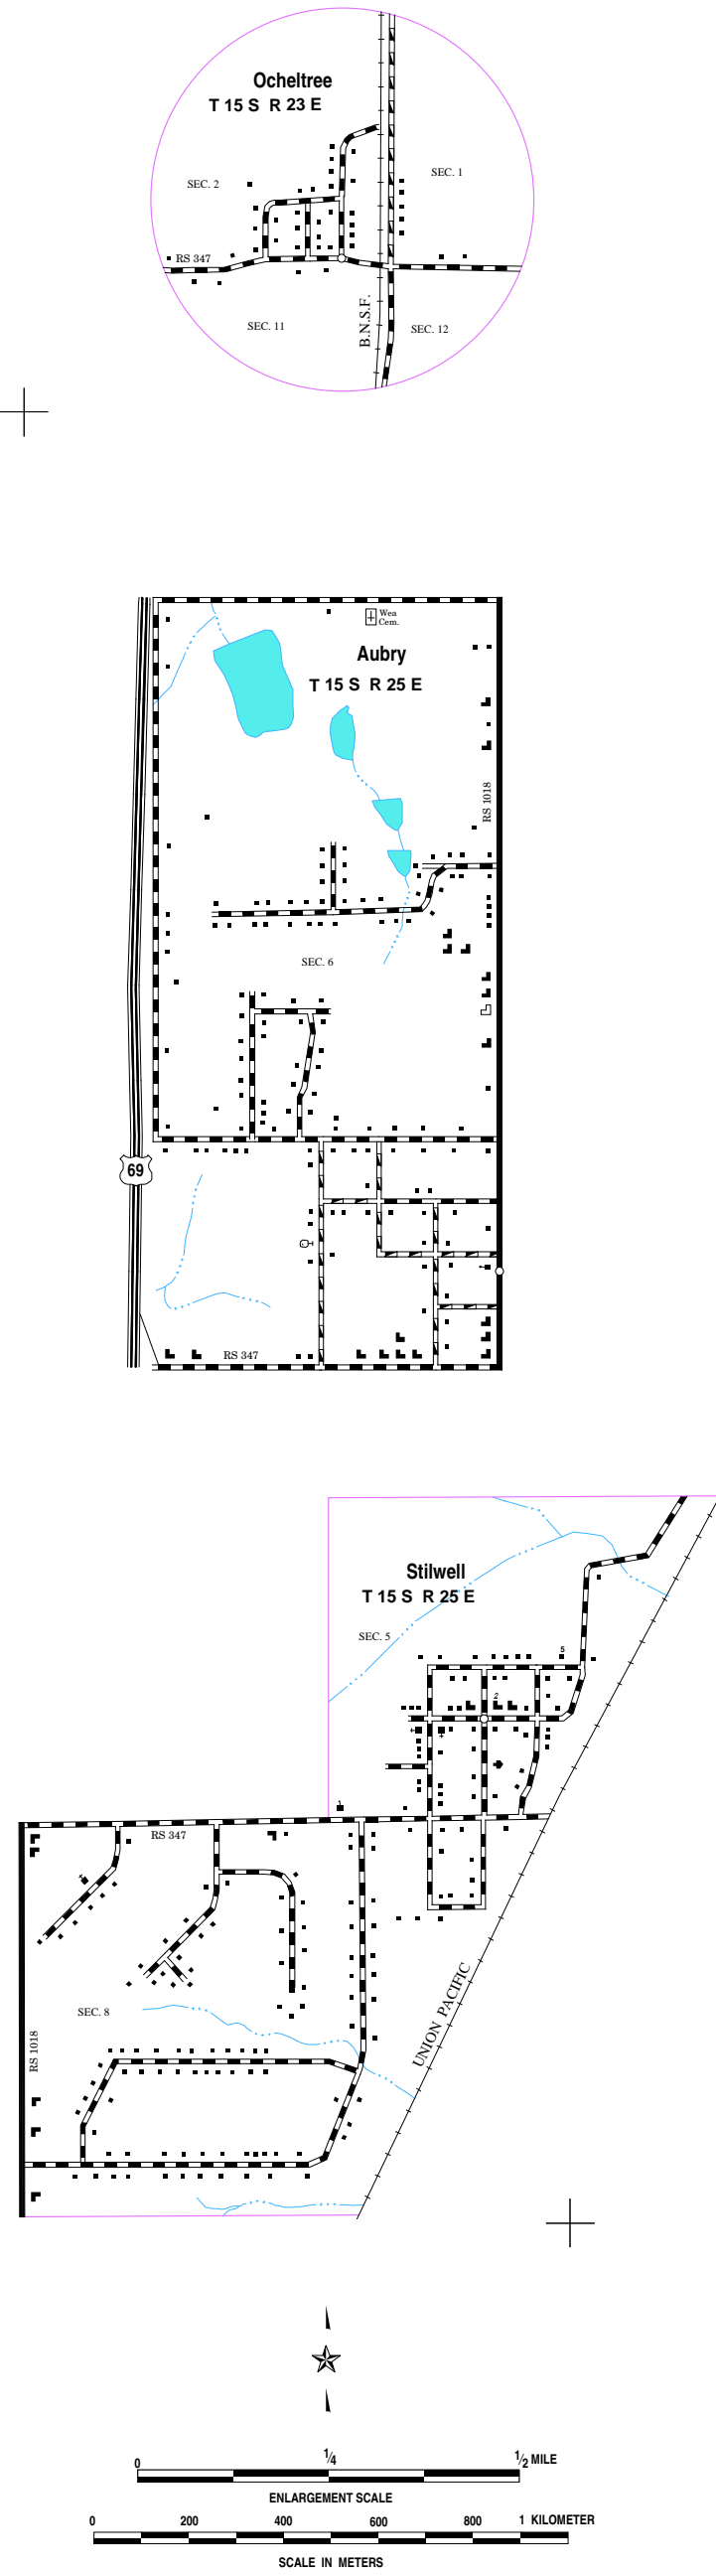 Ocheltree
T 15 S R 23 E
SEC. 2
SEC. 1
RS 347
SEC. 11
B.N.S.F.
SEC. 12
Wea
Cem.
Aubry
T 15 S R 25 E
RS 1018
SEC. 6
69
RS 347
Stilwell
T 15 S R 25 E
SEC. 5
5
2
1
RS 347
SEC. 8
RS 1018
UNION PACIFIC
0 1/4 1/2 MILE
ENLARGEMENT SCALE
0 200 400 600 800 1 KILOMETER
SCALE IN METERS